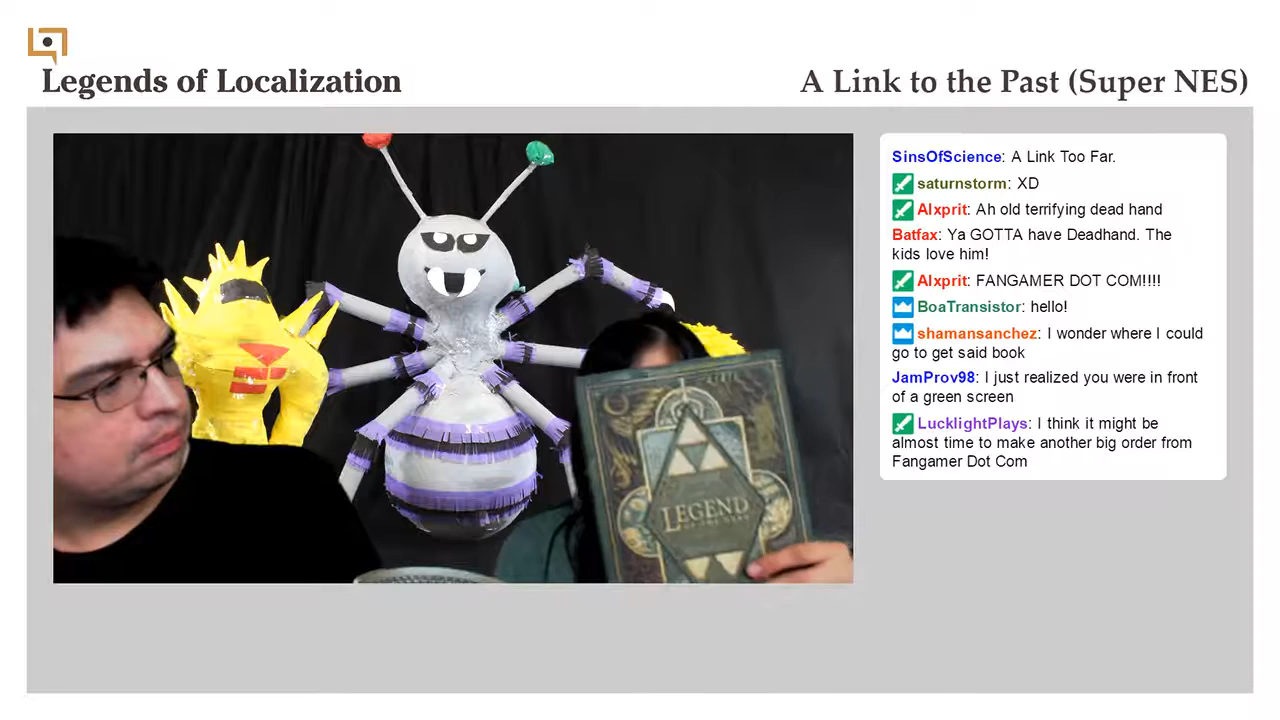 Legends of Localization
A Link to the Past (Super NES)
SinsOfScience: A Link Too Far.
saturnstorm: XD
Alxprit: Ah old terrifying dead hand
Batfax: Ya GOTTA have Deadhand. The
kids love him!
Alxprit: FANGAMER DOT COM!!!!
BoaTransistor: hello!
shamansanchez: I wonder where I could
go to get said book
JamProv98: I just realized you were in front
of a green screen
LucklightPlays: I think it might be
almost time to make another big order from
Fangamer Dot Com
LEGEND